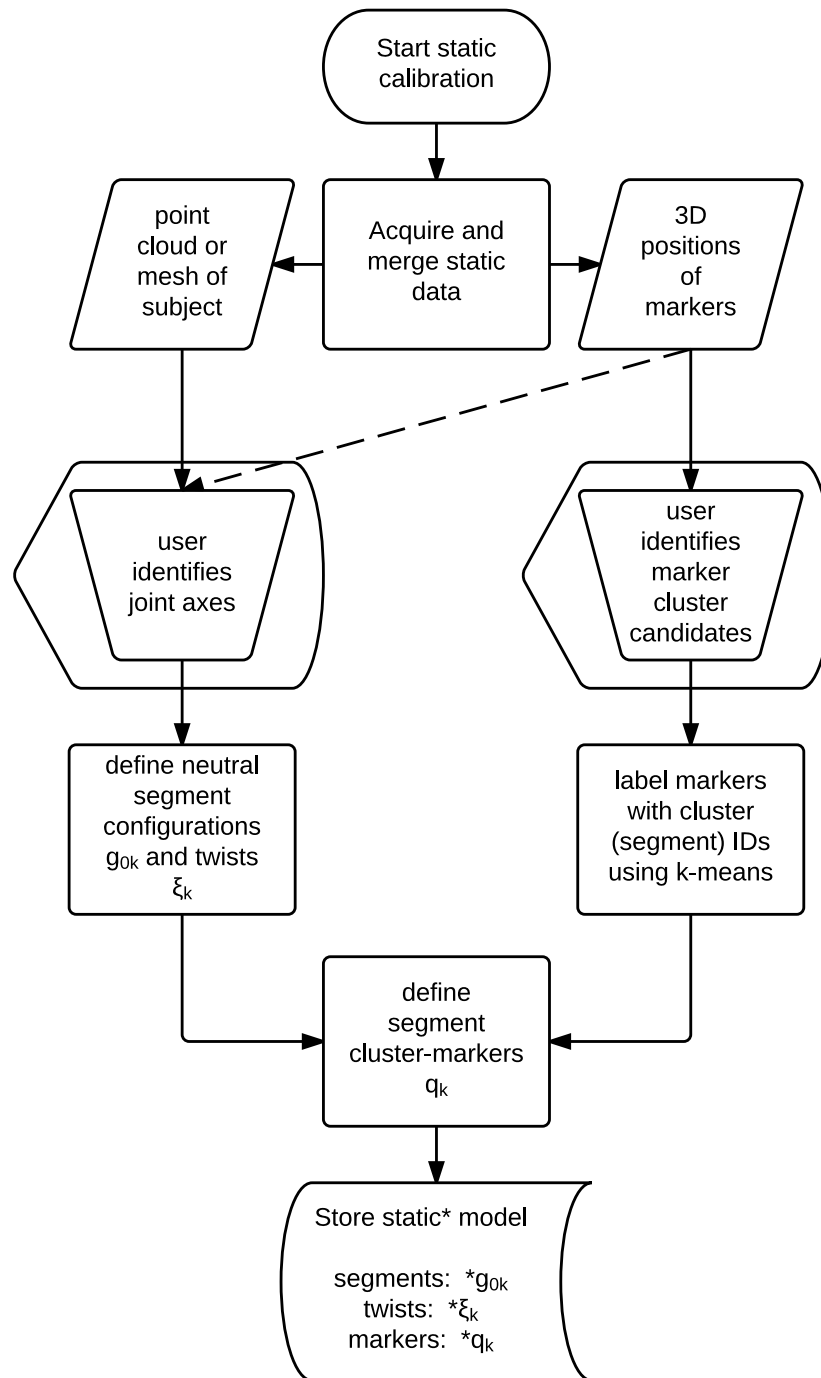 Start static
calibration
point
cloud or
mesh of
subject
Acquire and
merge static
data
3D
positions
of
markers
user
identifies
joint axes
user
identifies
marker
cluster
candidates
define neutral
segment
configurations
g₀ₖ and twists
ξₖ
label markers
with cluster
(segment) IDs
using k-means
define
segment
cluster-markers
qₖ
Store static* model
segments:  *g₀ₖ
twists:  *ξₖ
markers:  *qₖ